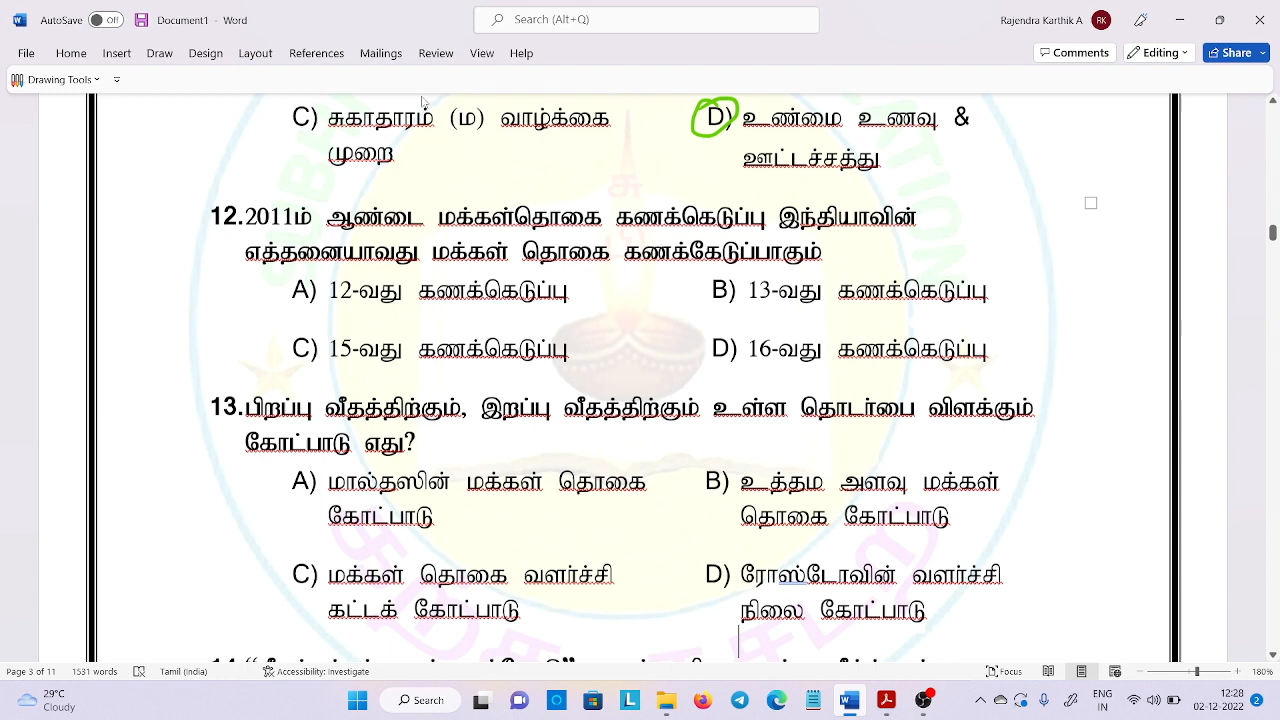 AutoSave Off Document1 - Word Search (Alt+Q) Rajendra Karthik A RK
File Home Insert Draw Design Layout References Mailings Review View Help Comments Editing Share
Drawing Tools
C) சுகாதாரம் (ம) வாழ்க்கை D) உண்மை உணவு &
முறை ஊட்டச்சத்து
12.2011ம் ஆண்டை மக்கள்தொகை கணக்கெடுப்பு இந்தியாவின்
எத்தனையாவது மக்கள் தொகை கணக்கேடுப்பாகும்
A) 12-வது கணக்கெடுப்பு B) 13-வது கணக்கெடுப்பு
C) 15-வது கணக்கெடுப்பு D) 16-வது கணக்கெடுப்பு
13.பிறப்பு வீதத்திற்கும், இறப்பு வீதத்திற்கும் உள்ள தொடர்பை விளக்கும்
கோட்பாடு எது?
A) மால்தஸின் மக்கள் தொகை B) உத்தம அளவு மக்கள்
கோட்பாடு தொகை கோட்பாடு
C) மக்கள் தொகை வளர்ச்சி D) ரோஸ்டோவின் வளர்ச்சி
கட்டக் கோட்பாடு நிலை கோட்பாடு
Page 3 of 11 1531 words Tamil (India) Accessibility: Investigate Focus 180%
29°C Search ENG 12:28
Cloudy IN 02-12-2022 2